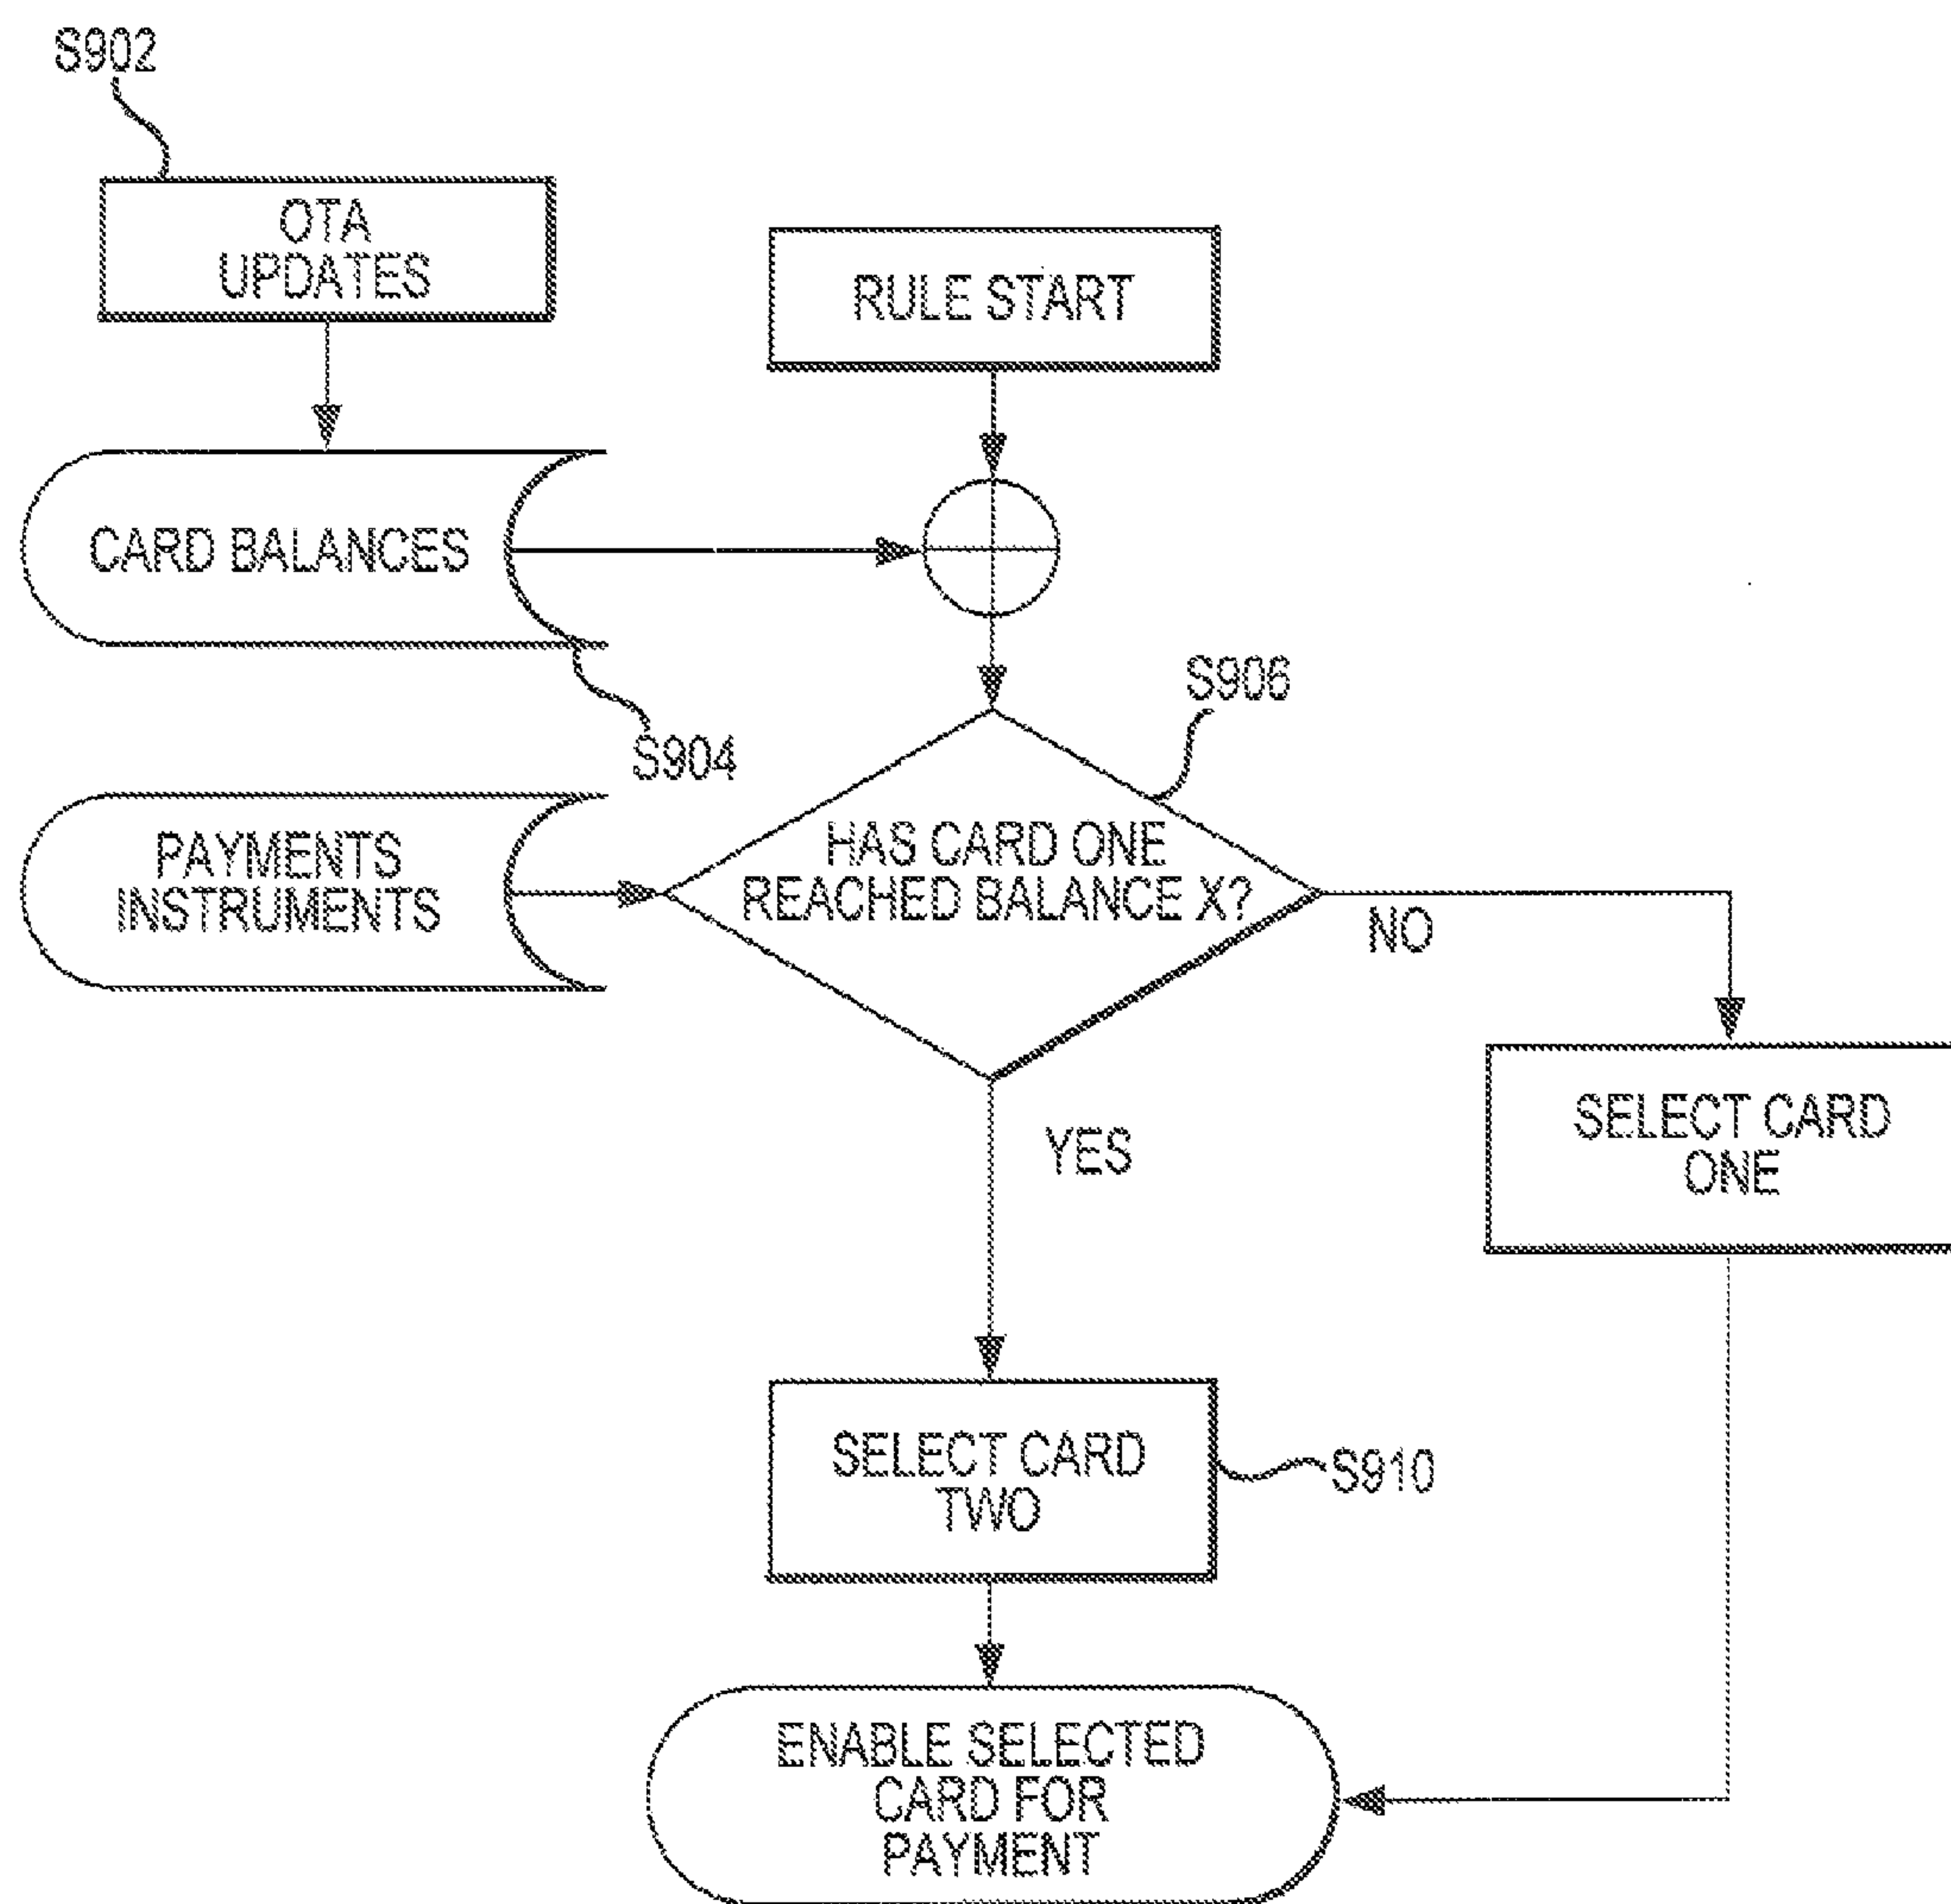 S902
OTA
UPDATES
RULE START
CARD BALANCES
S904
S906
PAYMENTS
INSTRUMENTS
HAS CARD ONE
REACHED BALANCE X?
NO
YES
SELECT CARD
ONE
SELECT CARD
TWO
S910
ENABLE SELECTED
CARD FOR
PAYMENT